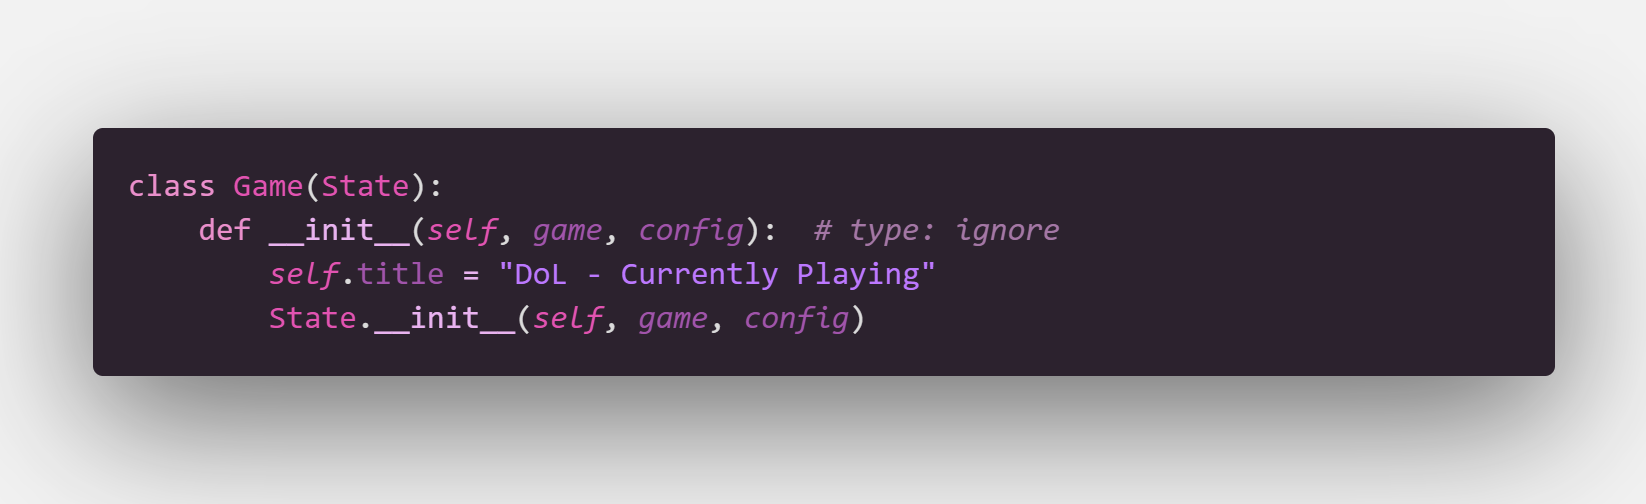 class Game(State):
    def __init__(self, game, config):  # type: ignore
        self.title = "DoL - Currently Playing"
        State.__init__(self, game, config)